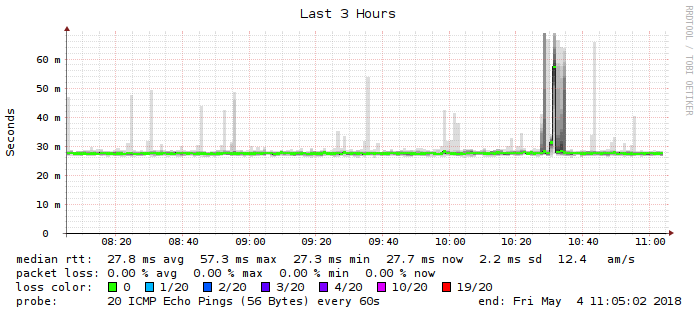 Last 3 Hours
RRDTOOL / TOBI OETIKER
Seconds
60 m
50 m
40 m
30 m
20 m
10 m
0
08:20 08:40 09:00 09:20 09:40 10:00 10:20 10:40 11:00
median rtt: 27.8 ms avg 57.3 ms max 27.3 ms min 27.7 ms now 2.2 ms sd 12.4 am/s
packet loss: 0.00 % avg 0.00 % max 0.00 % min 0.00 % now
loss color: 0 1/20 2/20 3/20 4/20 10/20 19/20
probe: 20 ICMP Echo Pings (56 Bytes) every 60s end: Fri May 4 11:05:02 2018